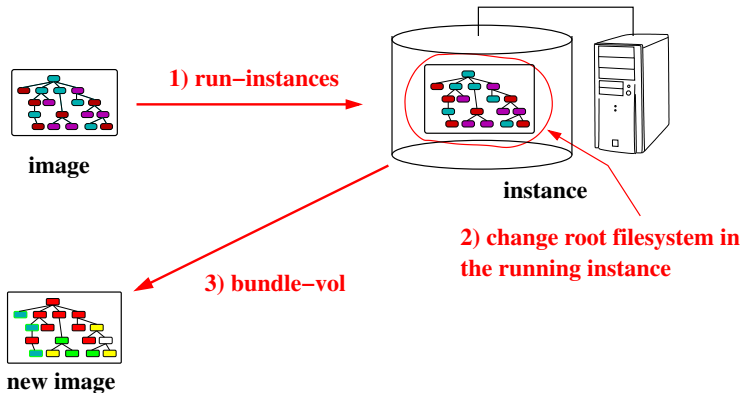 1) run−instances
image
instance
2) change root filesystem in
the running instance
3) bundle−vol
new image